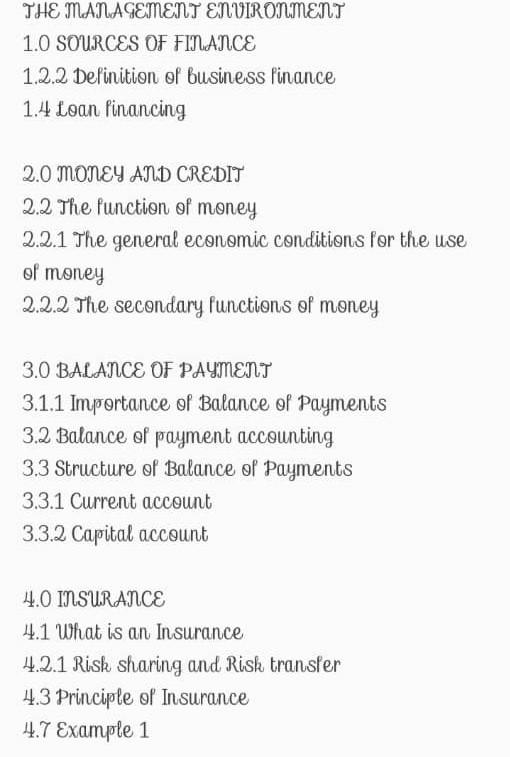 THE MANAGEMENT ENVIRONMENT
1.0 SOURCES OF FINANCE
1.2.2 Definition of business finance
1.4 Loan financing
2.0 MONEY AND CREDIT
2.2 The function of money
2.2.1 The general economic conditions for the use
of money
2.2.2 The secondary functions of money
3.0 BALANCE OF PAYMENT
3.1.1 Importance of Balance of Payments
3.2 Balance of payment accounting
3.3 Structure of Balance of Payments
3.3.1 Current account
3.3.2 Capital account
4.0 INSURANCE
4.1 What is an Insurance
4.2.1 Risk sharing and Risk transfer
4.3 Principle of Insurance
4.7 Example 1